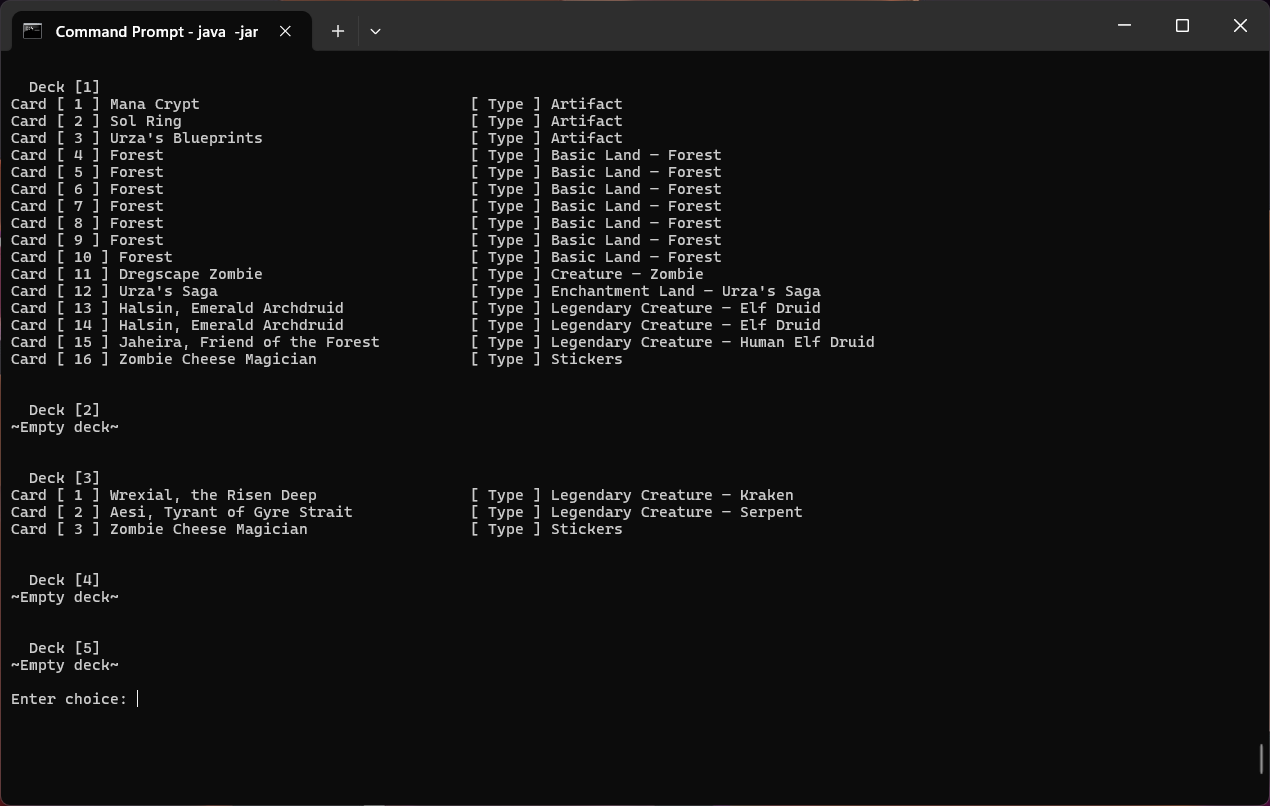 Command Prompt - java  -jar
Deck [1]
Card [ 1 ] Mana Crypt [ Type ] Artifact
Card [ 2 ] Sol Ring [ Type ] Artifact
Card [ 3 ] Urza's Blueprints [ Type ] Artifact
Card [ 4 ] Forest [ Type ] Basic Land — Forest
Card [ 5 ] Forest [ Type ] Basic Land — Forest
Card [ 6 ] Forest [ Type ] Basic Land — Forest
Card [ 7 ] Forest [ Type ] Basic Land — Forest
Card [ 8 ] Forest [ Type ] Basic Land — Forest
Card [ 9 ] Forest [ Type ] Basic Land — Forest
Card [ 10 ] Forest [ Type ] Basic Land — Forest
Card [ 11 ] Dregscape Zombie [ Type ] Creature — Zombie
Card [ 12 ] Urza's Saga [ Type ] Enchantment Land — Urza's Saga
Card [ 13 ] Halsin, Emerald Archdruid [ Type ] Legendary Creature — Elf Druid
Card [ 14 ] Halsin, Emerald Archdruid [ Type ] Legendary Creature — Elf Druid
Card [ 15 ] Jaheira, Friend of the Forest [ Type ] Legendary Creature — Human Elf Druid
Card [ 16 ] Zombie Cheese Magician [ Type ] Stickers
Deck [2]
~Empty deck~
Deck [3]
Card [ 1 ] Wrexial, the Risen Deep [ Type ] Legendary Creature — Kraken
Card [ 2 ] Aesi, Tyrant of Gyre Strait [ Type ] Legendary Creature — Serpent
Card [ 3 ] Zombie Cheese Magician [ Type ] Stickers
Deck [4]
~Empty deck~
Deck [5]
~Empty deck~
Enter choice: